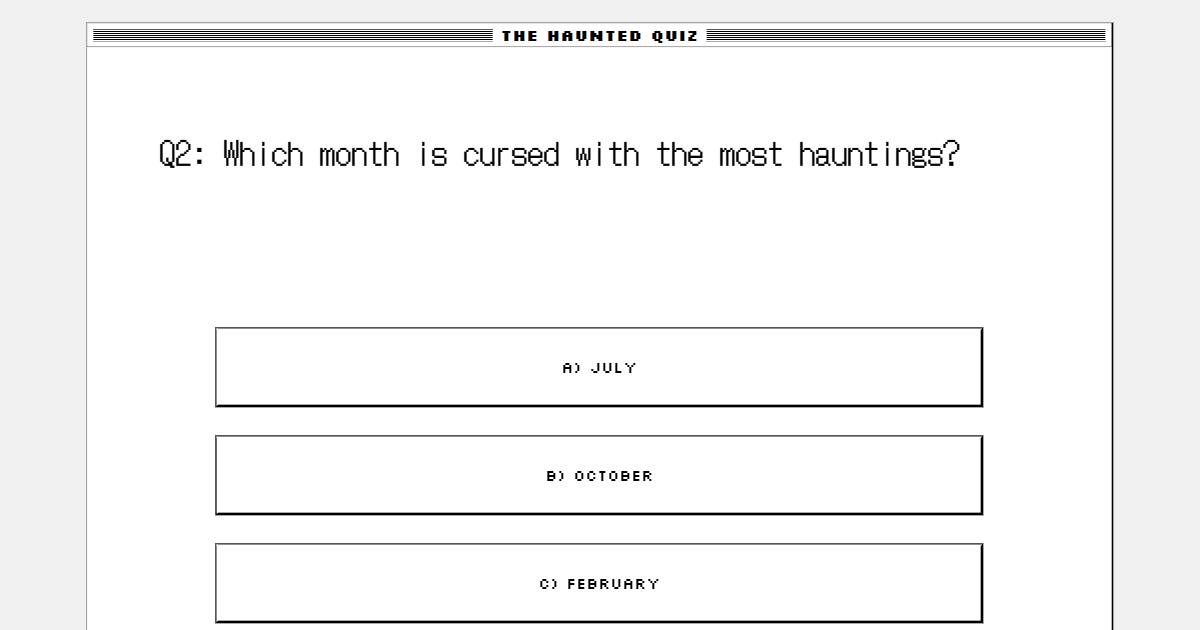 THE HAUNTED QUIZ
Q2: Which month is cursed with the most hauntings?
A) JULY
B) OCTOBER
C) FEBRUARY